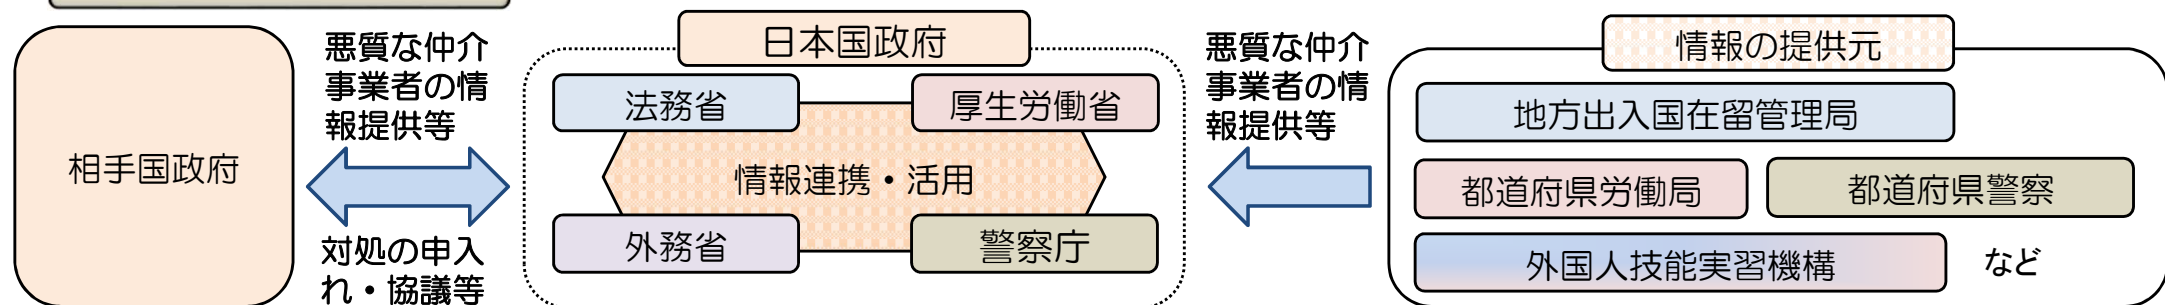 相手国政府
悪質な仲介
事業者の情
報提供等
対処の申入
れ・協議等
日本国政府
法務省
厚生労働省
情報連携・活用
外務省
警察庁
悪質な仲介
事業者の情
報提供等
情報の提供元
地方出入国在留管理局
都道府県労働局
都道府県警察
外国人技能実習機構
など